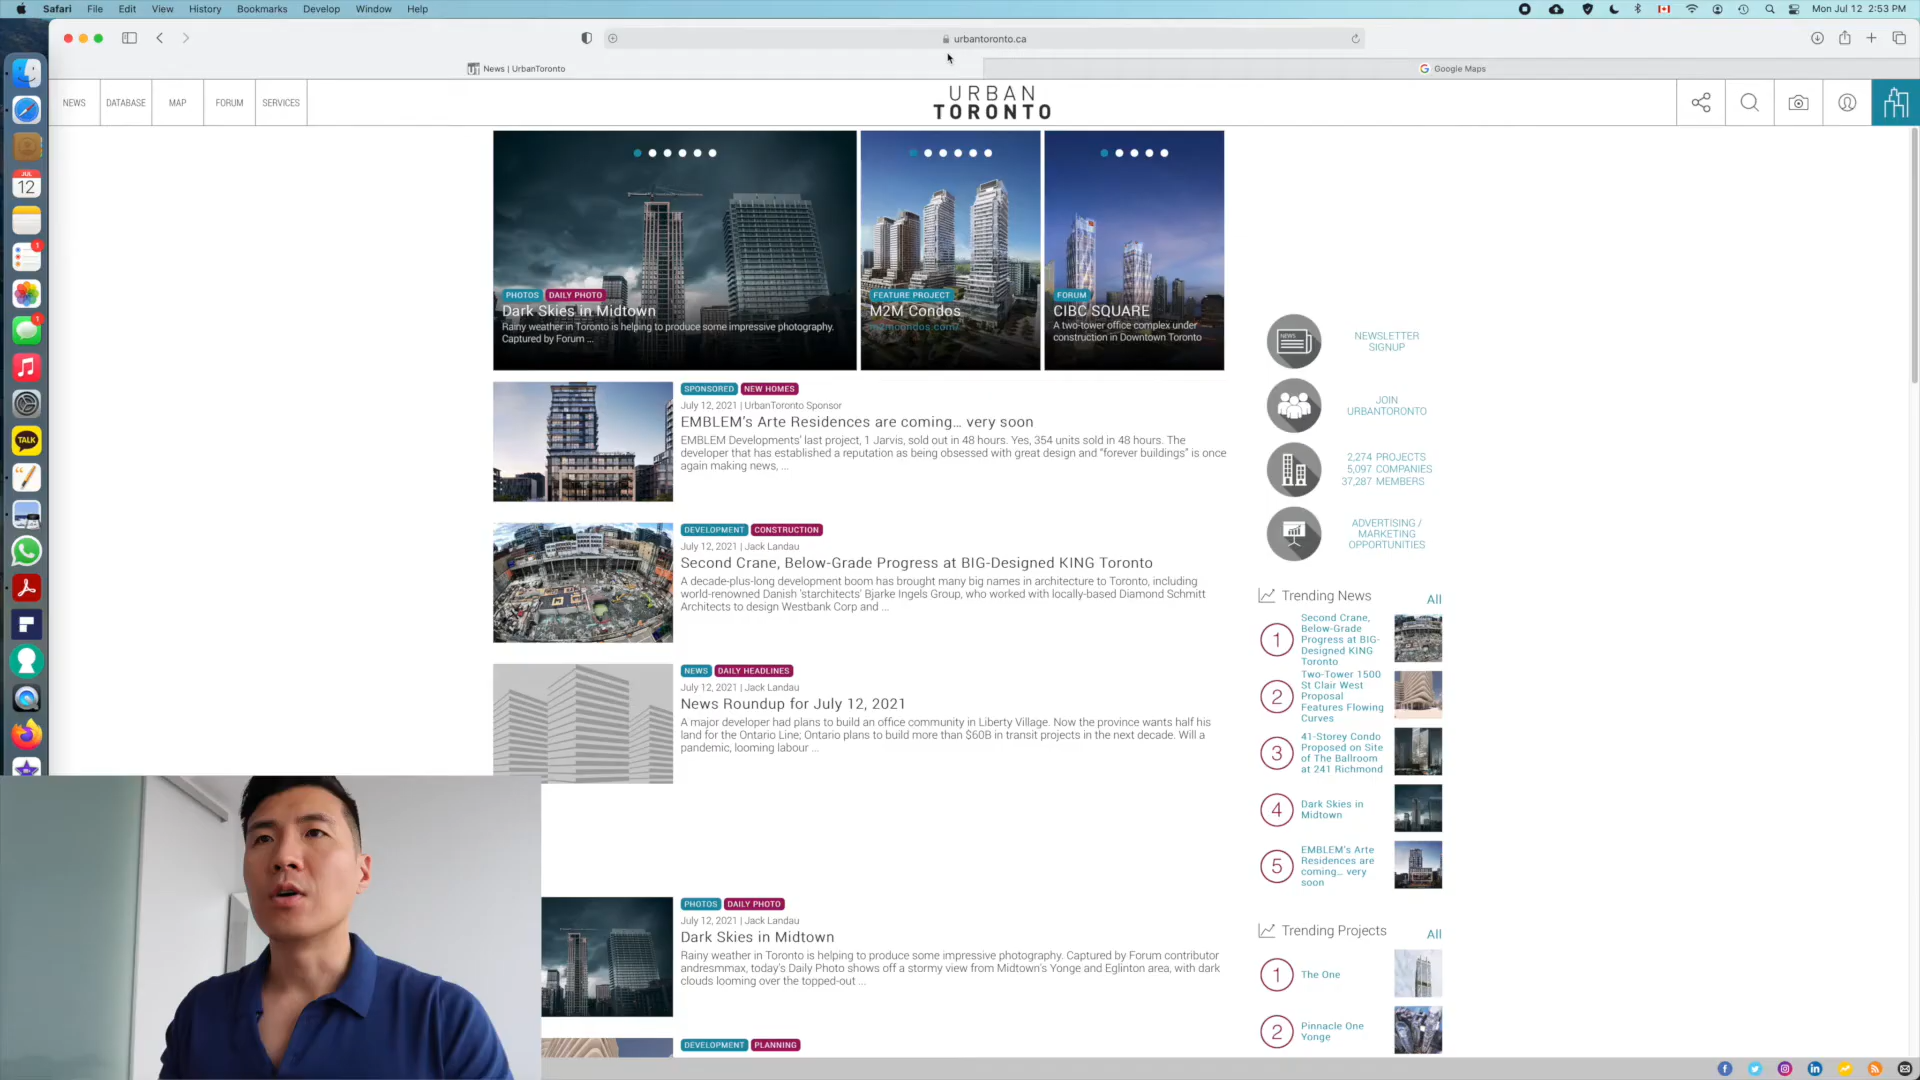 Safari File Edit View History Bookmarks Develop Window Help
Mon Jul 12 2:53 PM
urbantoronto.ca
News | UrbanToronto
Google Maps
NEWS DATABASE MAP FORUM SERVICES
URBAN
TORONTO
JUL
12
1
1
TALK
PHOTOS DAILY PHOTO
Dark Skies in Midtown
Rainy weather in Toronto is helping to produce some impressive photography.
Captured by Forum ...
FEATURE PROJECT
M2M Condos
m2mcondos.com/
FORUM
CIBC SQUARE
A two-tower office complex under
construction in Downtown Toronto
SPONSORED NEW HOMES
July 12, 2021 | UrbanToronto Sponsor
EMBLEM's Arte Residences are coming… very soon
EMBLEM Developments' last project, 1 Jarvis, sold out in 48 hours. Yes, 354 units sold in 48 hours. The
developer that has established a reputation as being obsessed with great design and "forever buildings" is once
again making news, ...
DEVELOPMENT CONSTRUCTION
July 12, 2021 | Jack Landau
Second Crane, Below-Grade Progress at BIG-Designed KING Toronto
A decade-plus-long development boom has brought many big names in architecture to Toronto, including
world-renowned Danish 'starchitects' Bjarke Ingels Group, who worked with locally-based Diamond Schmitt
Architects to design Westbank Corp and ...
NEWS DAILY HEADLINES
July 12, 2021 | Jack Landau
News Roundup for July 12, 2021
A major developer had plans to build an office community in Liberty Village. Now the province wants half his
land for the Ontario Line; Ontario plans to build more than $60B in transit projects in the next decade. Will a
pandemic, looming labour ...
PHOTOS DAILY PHOTO
July 12, 2021 | Jack Landau
Dark Skies in Midtown
Rainy weather in Toronto is helping to produce some impressive photography. Captured by Forum contributor
andresmmax, today's Daily Photo shows off a stormy view from Midtown's Yonge and Eglinton area, with dark
clouds looming over the topped-out ...
DEVELOPMENT PLANNING
NEWS
NEWSLETTER
SIGNUP
JOIN
URBANTORONTO
2,274 PROJECTS
5,097 COMPANIES
37,287 MEMBERS
ADVERTISING /
MARKETING
OPPORTUNITIES
Trending News All
1
Second Crane,
Below-Grade
Progress at BIG-
Designed KING
Toronto
2
Two-Tower 1500
St Clair West
Proposal
Features Flowing
Curves
3
41-Storey Condo
Proposed on Site
of The Ballroom
at 241 Richmond
4
Dark Skies in
Midtown
5
EMBLEM's Arte
Residences are
coming… very
soon
Trending Projects All
1
The One
2
Pinnacle One
Yonge